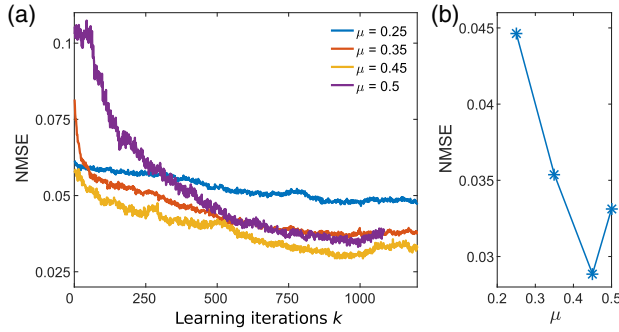 (a)
NMSE
0.1
0.075
0.05
0.025
μ = 0.25
μ = 0.35
μ = 0.45
μ = 0.5
0 250 500 750 1000
Learning iterations k
(b)
NMSE
0.045
0.04
0.035
0.03
0.2 0.3 0.4 0.5
μ